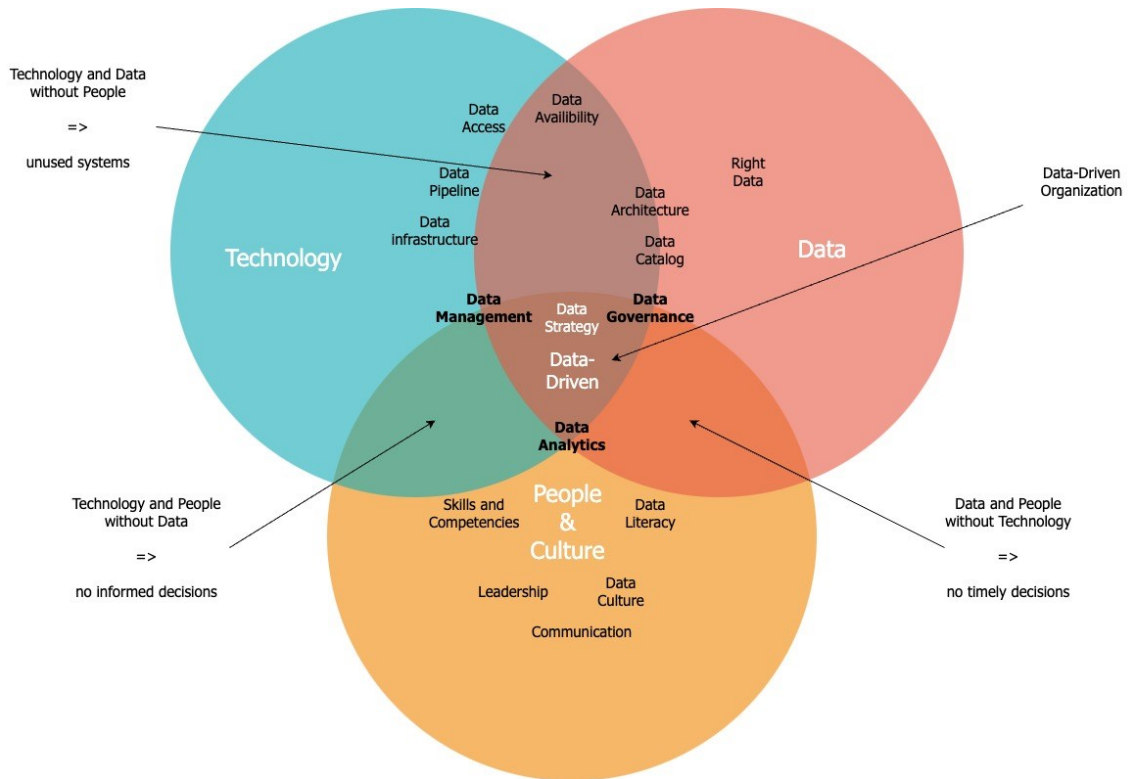 Technology and Data
without People
=>
unused systems
Data
Access
Data
Availibility
Data
Pipeline
Data
infrastructure
Right
Data
Data
Architecture
Data
Catalog
Data-Driven
Organization
Technology
Data
Data
Management
Data
Strategy
Data
Governance
Data-
Driven
Data
Analytics
Technology and People
without Data
=>
no informed decisions
Skills and
Competencies
People
&
Culture
Data
Literacy
Leadership
Data
Culture
Communication
Data and People
without Technology
=>
no timely decisions